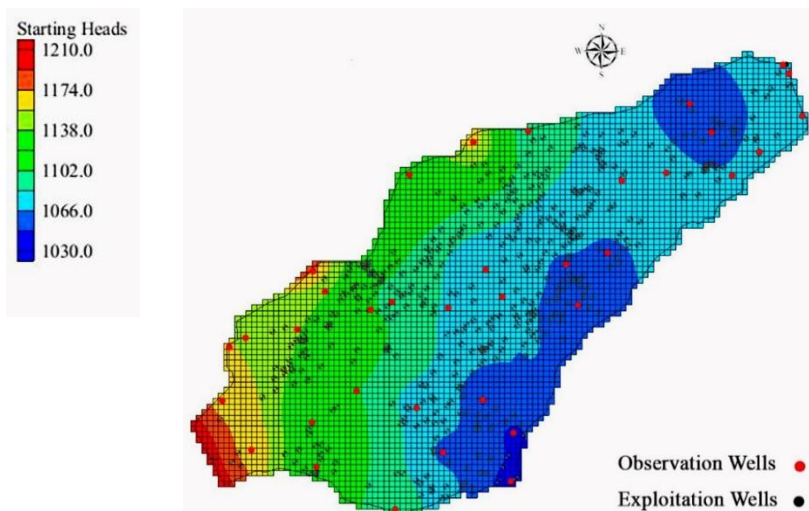 Starting Heads
1210.0
1174.0
1138.0
1102.0
1066.0
1030.0
N
W E
S
Observation Wells
Exploitation Wells